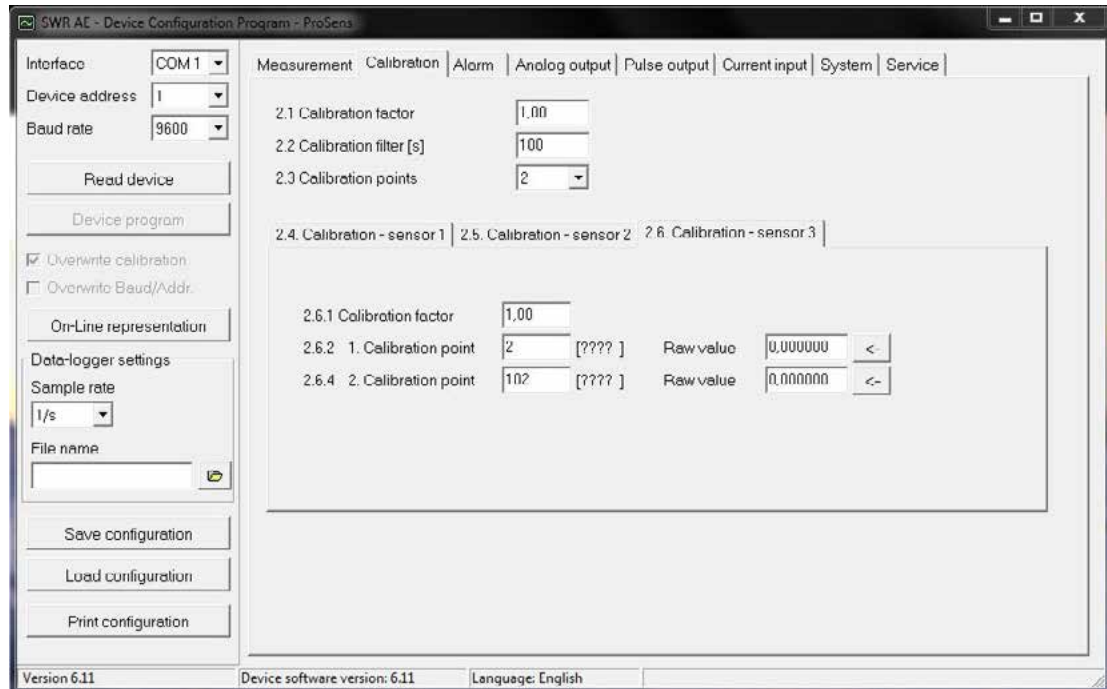 SWR AE - Device Configuration Program - ProSens
Interface COM 1
Device address 1
Baud rate 9600
Read device
Device program
Overwrite calibration
Overwrite Baud/Addr.
On-Line representation
Data-logger settings
Sample rate
1/s
File name
Save configuration
Load configuration
Print configuration
Measurement Calibration Alarm Analog output Pulse output Current input System Service
2.1 Calibration factor 1,00
2.2 Calibration filter [s] 100
2.3 Calibration points 2
2.4. Calibration - sensor 1 2.5. Calibration - sensor 2 2.6. Calibration - sensor 3
2.6.1 Calibration factor 1,00
2.6.2 1. Calibration point 2 [???? ] Raw value 0,000000 <-
2.6.4 2. Calibration point 102 [???? ] Raw value 0,000000 <-
Version 6.11 Device software version: 6.11 Language: English